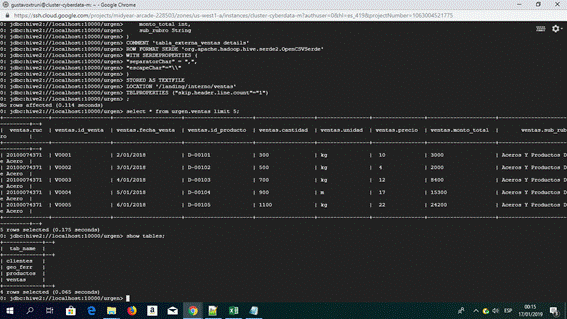 gustavoxtruni@cluster-cyberdata-m: ~ - Google Chrome
https://ssh.cloud.google.com/projects/midyear-arcade-228503/zones/us-west1-a/instances/cluster-cyberdata-m?authuser=0&hl=es_419&projectNumber=1063004521775
0: jdbc:hive2://localhost:10000/urgen> monto_total int,
0: jdbc:hive2://localhost:10000/urgen> sub_rubro String
0: jdbc:hive2://localhost:10000/urgen> )
0: jdbc:hive2://localhost:10000/urgen> COMMENT 'tabla_externa_ventas details'
0: jdbc:hive2://localhost:10000/urgen> ROW FORMAT SERDE 'org.apache.hadoop.hive.serde2.OpenCSVSerde'
0: jdbc:hive2://localhost:10000/urgen> WITH SERDEPROPERTIES (
0: jdbc:hive2://localhost:10000/urgen> "separatorChar" = ",",
0: jdbc:hive2://localhost:10000/urgen> "escapeChar"="\\"
0: jdbc:hive2://localhost:10000/urgen> )
0: jdbc:hive2://localhost:10000/urgen> STORED AS TEXTFILE
0: jdbc:hive2://localhost:10000/urgen> LOCATION '/landing/interno/ventas'
0: jdbc:hive2://localhost:10000/urgen> TBLPROPERTIES ("skip.header.line.count"="1")
0: jdbc:hive2://localhost:10000/urgen> ;
No rows affected (0.114 seconds)
0: jdbc:hive2://localhost:10000/urgen> select * from urgen.ventas limit 5;
| ventas.ruc | ventas.id_venta | ventas.fecha_venta | ventas.id_producto | ventas.cantidad | ventas.unidad | ventas.precio | ventas.monto_total | ventas.sub_rub
ro |
| 20100074371 | V0001 | 2/01/2018 | D-00101 | 300 | kg | 10 | 3000 | Aceros Y Productos D
e Acero |
| 20100074371 | V0002 | 3/01/2018 | D-00102 | 500 | kg | 4 | 2000 | Aceros Y Productos D
e Acero |
| 20100074371 | V0003 | 4/01/2018 | D-00103 | 700 | kg | 12 | 8400 | Aceros Y Productos D
e Acero |
| 20100074371 | V0004 | 5/01/2018 | D-00104 | 900 | m | 17 | 15300 | Aceros Y Productos D
e Acero |
| 20100074371 | V0005 | 6/01/2018 | D-00105 | 1100 | kg | 22 | 24200 | Aceros Y Productos D
e Acero |
5 rows selected (0.175 seconds)
0: jdbc:hive2://localhost:10000/urgen> show tables;
| tab_name |
| clientes |
| geo_ferr |
| productos |
| ventas |
4 rows selected (0.065 seconds)
0: jdbc:hive2://localhost:10000/urgen>
ESP
00:15
17/01/2019